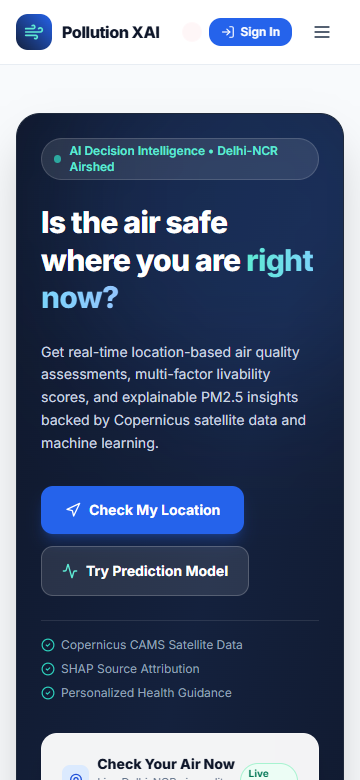 Pollution XAI
Sign In
AI Decision Intelligence • Delhi-NCR
Airshed
Is the air safe
where you are right
now?
Get real-time location-based air quality
assessments, multi-factor livability
scores, and explainable PM2.5 insights
backed by Copernicus satellite data and
machine learning.
Check My Location
Try Prediction Model
Copernicus CAMS Satellite Data
SHAP Source Attribution
Personalized Health Guidance
Check Your Air Now
Live